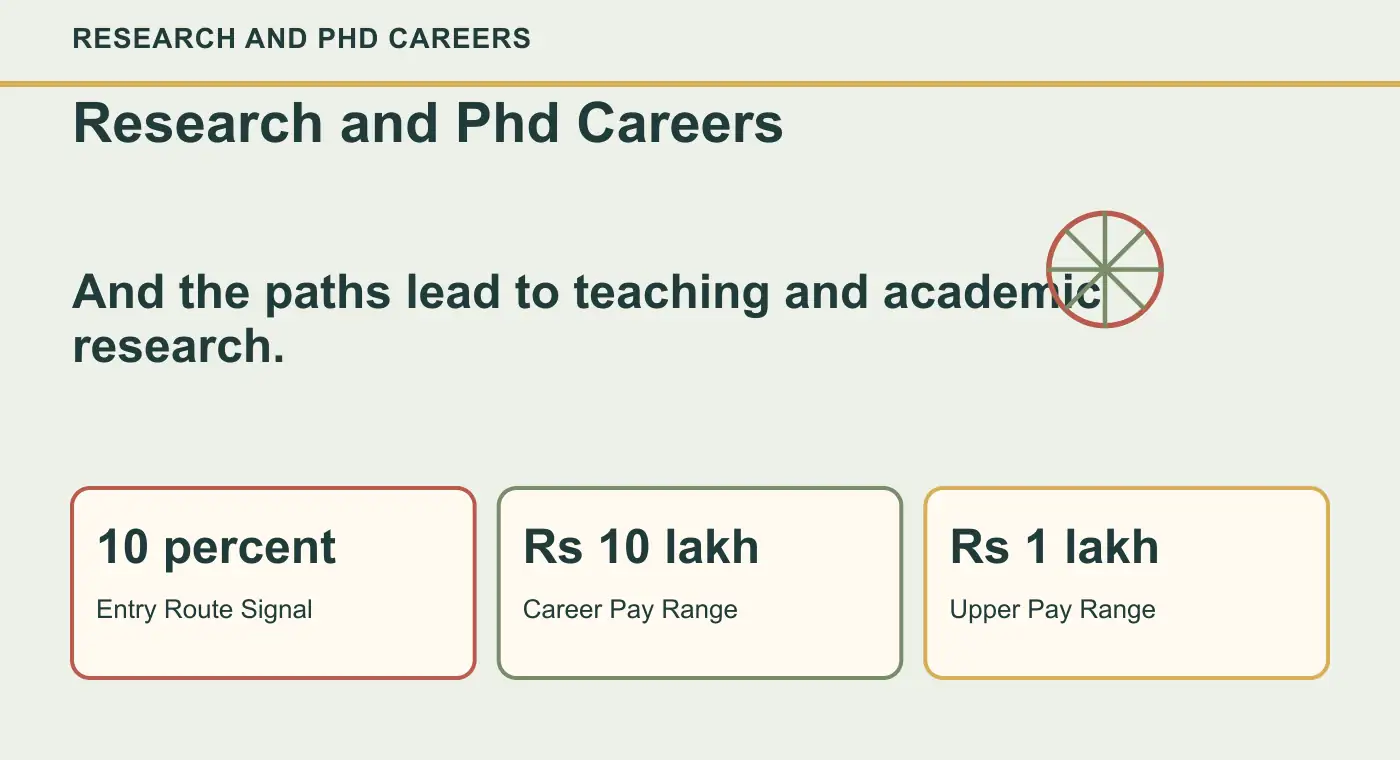 RESEARCH AND PHD CAREERS
Research and Phd Careers
And the paths lead to teaching and academic
research.
10 percent
Entry Route Signal
Rs 10 lakh
Career Pay Range
Rs 1 lakh
Upper Pay Range